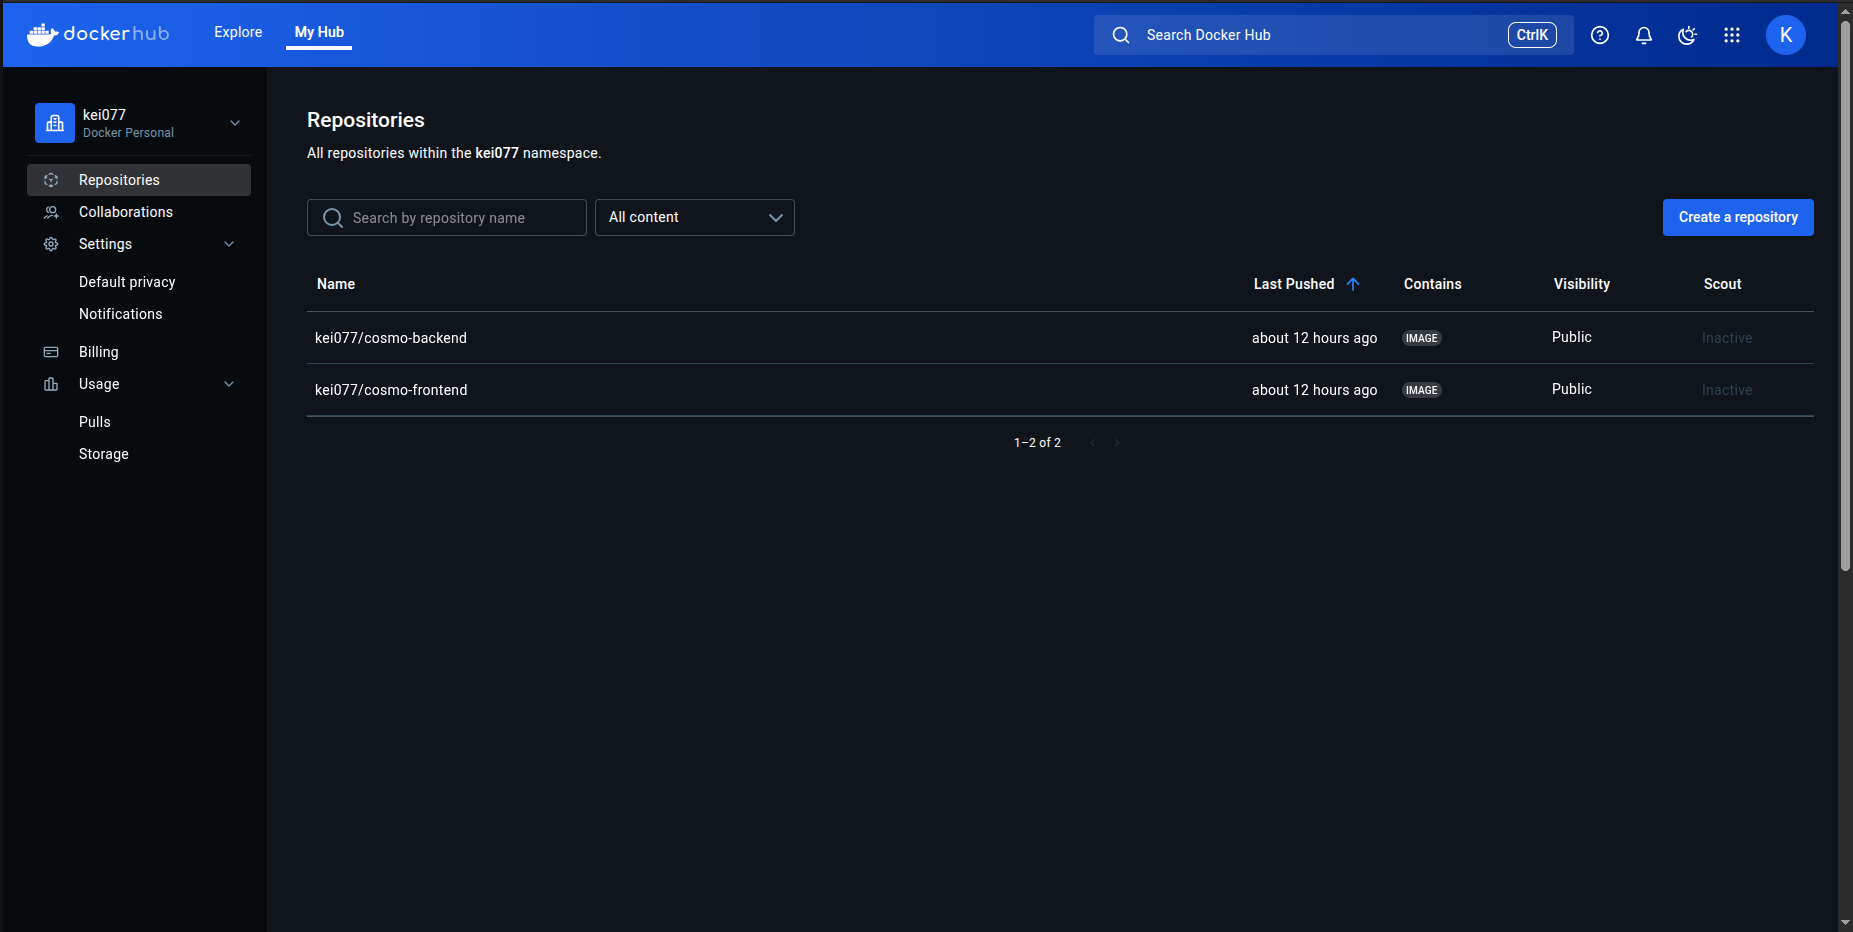 dockerhub
Explore
My Hub
Search Docker Hub
CtrlK
K
kei077
Docker Personal
Repositories
Collaborations
Settings
Default privacy
Notifications
Billing
Usage
Pulls
Storage
Repositories
All repositories within the kei077 namespace.
Search by repository name
All content
Create a repository
Name Last Pushed Contains Visibility Scout
kei077/cosmo-backend about 12 hours ago IMAGE Public Inactive
kei077/cosmo-frontend about 12 hours ago IMAGE Public Inactive
1–2 of 2